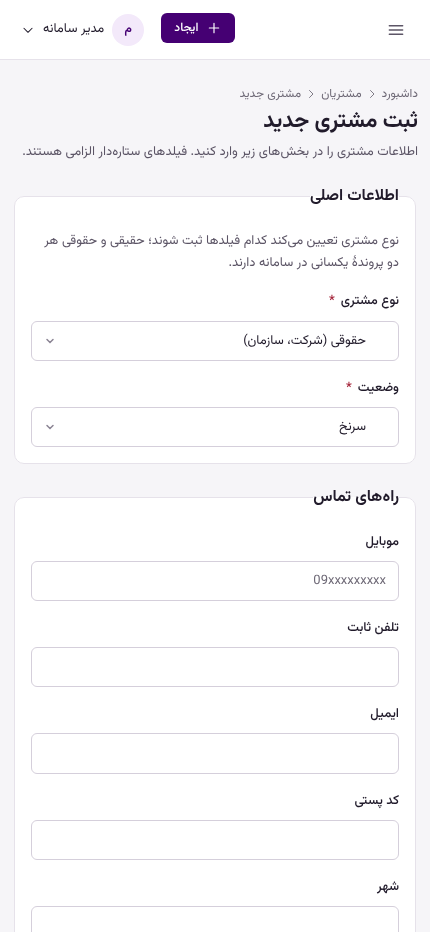 ایجاد
م
مدیر سامانه
داشبورد
مشتریان
مشتری جدید
ثبت مشتری جدید
اطلاعات مشتری را در بخش‌های زیر وارد کنید. فیلدهای ستاره‌دار الزامی هستند.
اطلاعات اصلی
نوع مشتری تعیین می‌کند کدام فیلدها ثبت شوند؛ حقیقی و حقوقی هر
دو پروندهٔ یکسانی در سامانه دارند.
نوع مشتری *
حقوقی (شرکت، سازمان)
وضعیت *
سرنخ
راه‌های تماس
موبایل
09xxxxxxxxx
تلفن ثابت
ایمیل
کد پستی
شهر